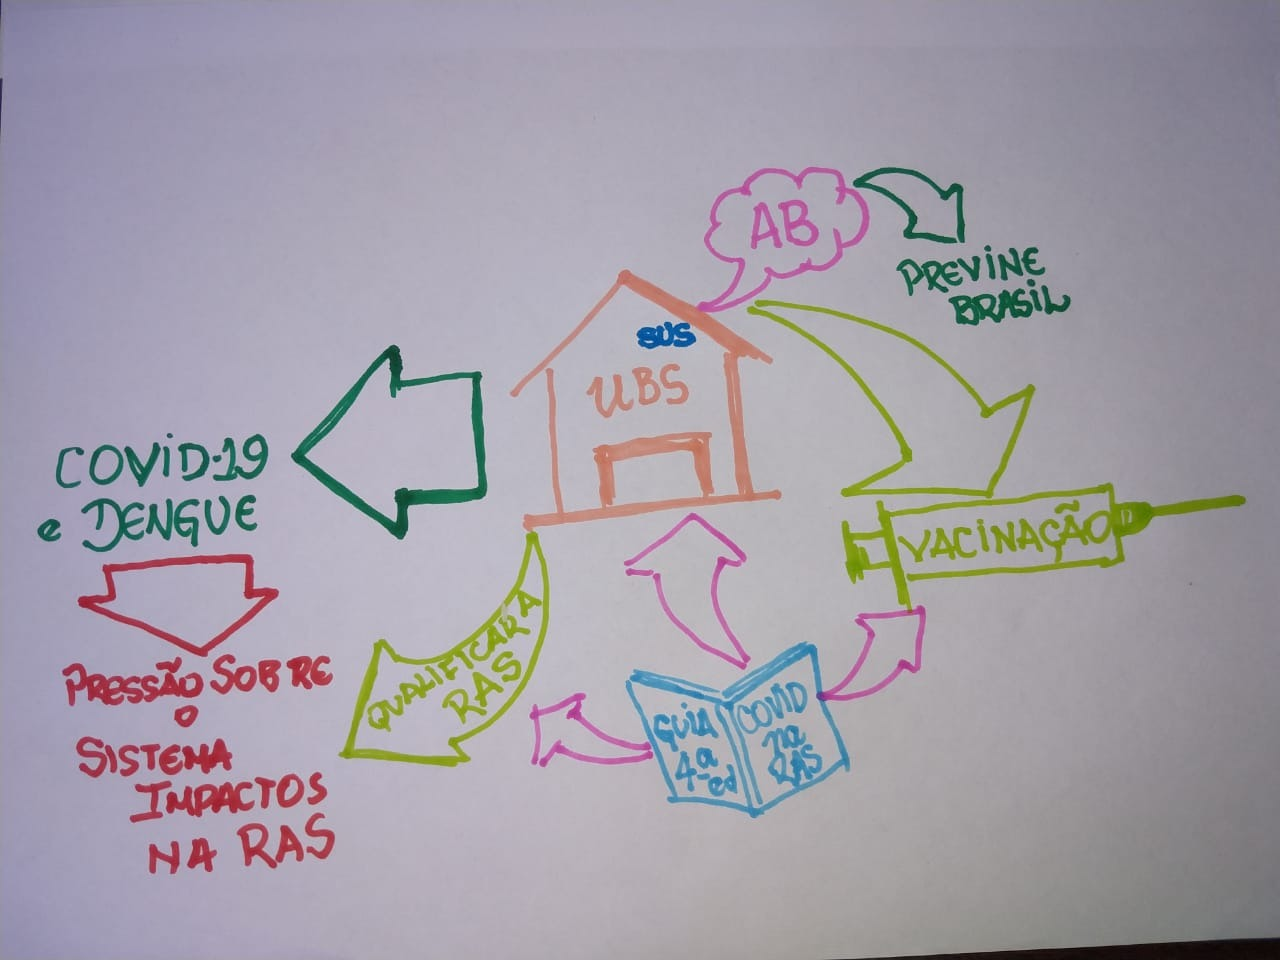 AB
PREVINE
BRASIL
SUS
UBS
COVID-19
e DENGUE
VACINAÇÃO
PRESSÃO SOBRE
O
SISTEMA
IMPACTOS
NA RAS
QUALIFICAR A
RAS
GUIA
4ª
ed
COVID
na
RAS